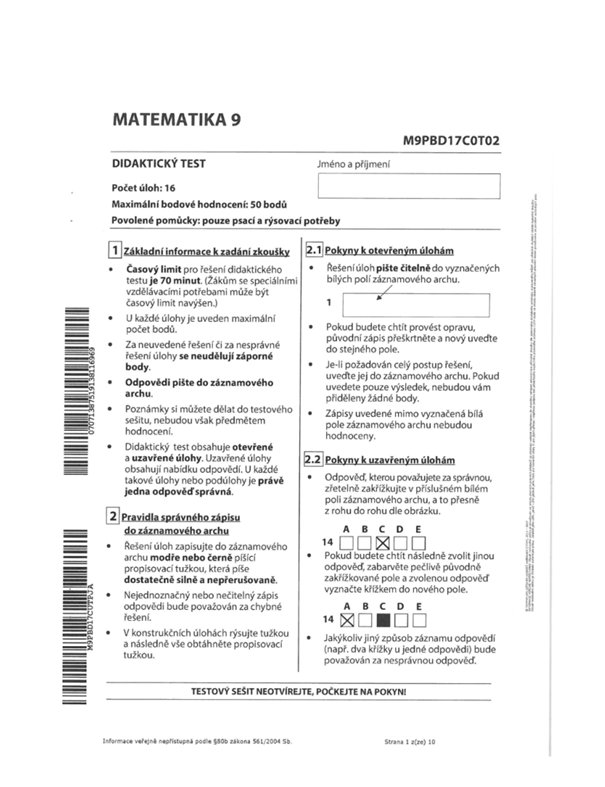 MATEMATIKA 9
M9PBD17C0T02
DIDAKTICKÝ TEST
Jméno a příjmení
Počet úloh: 16
Maximální bodové hodnocení: 50 bodů
Povolené pomůcky: pouze psací a rýsovací potřeby
1 Základní informace k zadání zkoušky
• Časový limit pro řešení didaktického
testu je 70 minut. (Žákům se speciálními
vzdělávacími potřebami může být
časový limit navýšen.)
• U každé úlohy je uveden maximální
počet bodů.
• Za neuvedené řešení či za nesprávné
řešení úlohy se neudělují záporné
body.
• Odpovědi pište do záznamového
archu.
• Poznámky si můžete dělat do testového
sešitu, nebudou však předmětem
hodnocení.
• Didaktický test obsahuje otevřené
a uzavřené úlohy. Uzavřené úlohy
obsahují nabídku odpovědí. U každé
takové úlohy nebo podúlohy je právě
jedna odpověď správná.
2 Pravidla správného zápisu
do záznamového archu
• Řešení úloh zapisujte do záznamového
archu modře nebo černě píšící
propisovací tužkou, která píše
dostatečně silně a nepřerušovaně.
• Nejednoznačný nebo nečitelný zápis
odpovědi bude považován za chybné
řešení.
• V konstrukčních úlohách rýsujte tužkou
a následně vše obtáhněte propisovací
tužkou.
2.1 Pokyny k otevřeným úlohám
• Řešení úloh pište čitelně do vyznačených
bílých polí záznamového archu.
1
• Pokud budete chtít provést opravu,
původní zápis přeškrtněte a nový uveďte
do stejného pole.
• Je-li požadován celý postup řešení,
uveďte jej do záznamového archu. Pokud
uvedete pouze výsledek, nebudou vám
přiděleny žádné body.
• Zápisy uvedené mimo vyznačená bílá
pole záznamového archu nebudou
hodnoceny.
2.2 Pokyny k uzavřeným úlohám
• Odpověď, kterou považujete za správnou,
zřetelně zakřížkujte v příslušném bílém
poli záznamového archu, a to přesně
z rohu do rohu dle obrázku.
A B C D E
14
• Pokud budete chtít následně zvolit jinou
odpověď, zabarvěte pečlivě původně
zakřížkované pole a zvolenou odpověď
vyznačte křížkem do nového pole.
A B C D E
14
• Jakýkoliv jiný způsob záznamu odpovědí
(např. dva křížky u jedné odpovědi) bude
považován za nesprávnou odpověď.
TESTOVÝ SEŠIT NEOTVÍREJTE, POČKEJTE NA POKYN!
Informace veřejně nepřístupná podle §80b zákona 561/2004 Sb.
Strana 1 z(ze) 10